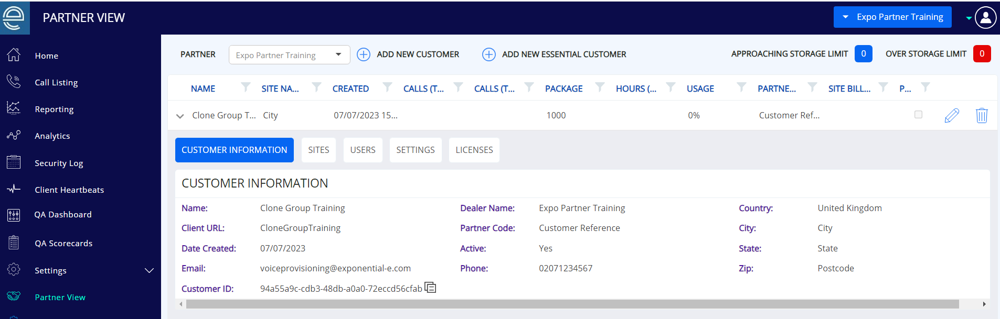 PARTNER VIEW
Expo Partner Training
Home
Call Listing
Reporting
Analytics
Security Log
Client Heartbeats
QA Dashboard
QA Scorecards
Settings
Partner View
PARTNER Expo Partner Training ADD NEW CUSTOMER ADD NEW ESSENTIAL CUSTOMER APPROACHING STORAGE LIMIT 0 OVER STORAGE LIMIT 0
NAME SITE NA... CREATED CALLS (T... CALLS (T... PACKAGE HOURS (... USAGE PARTNE... SITE BILL... P...
Clone Group T... City 07/07/2023 15... 1000 0% Customer Ref...
CUSTOMER INFORMATION SITES USERS SETTINGS LICENSES
CUSTOMER INFORMATION
Name: Clone Group Training Dealer Name: Expo Partner Training Country: United Kingdom
Client URL: CloneGroupTraining Partner Code: Customer Reference City: City
Date Created: 07/07/2023 Active: Yes State: State
Email: voiceprovisioning@exponential-e.com Phone: 02071234567 Zip: Postcode
Customer ID: 94a55a9c-cdb3-48db-a0a0-72eccd56cfab